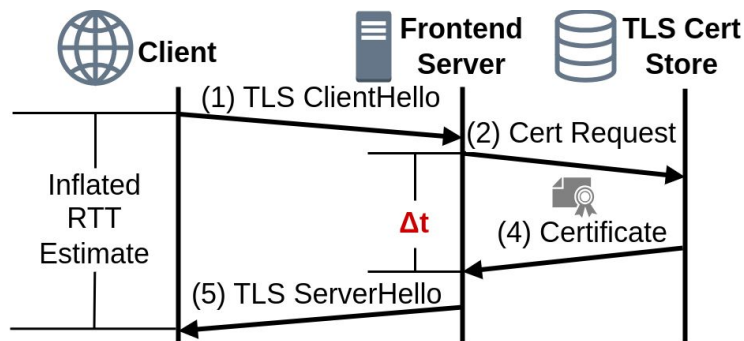 Client
Frontend
Server
TLS Cert
Store
(1) TLS ClientHello
(2) Cert Request
Inflated
RTT
Estimate
Δt
(4) Certificate
(5) TLS ServerHello